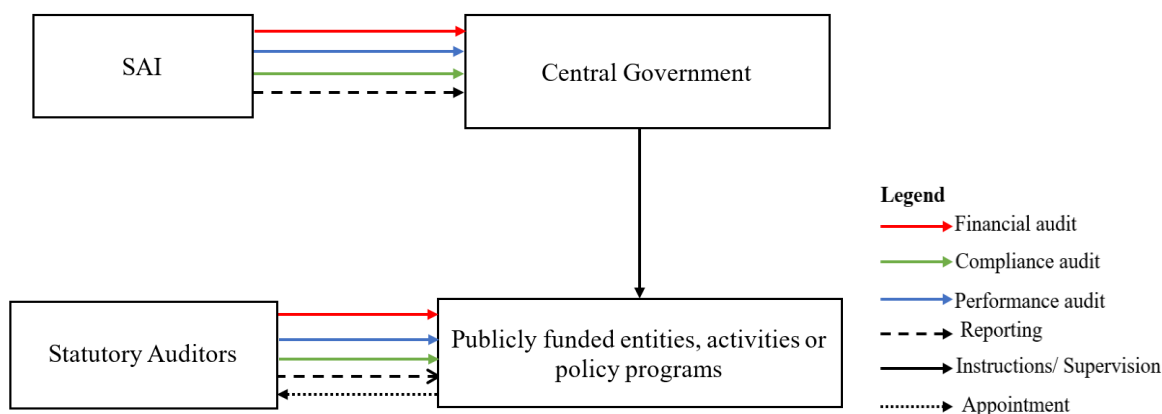 SAI
Central Government
Legend
Financial audit
Compliance audit
Performance audit
Reporting
Instructions/ Supervision
Appointment
Statutory Auditors
Publicly funded entities, activities or
policy programs